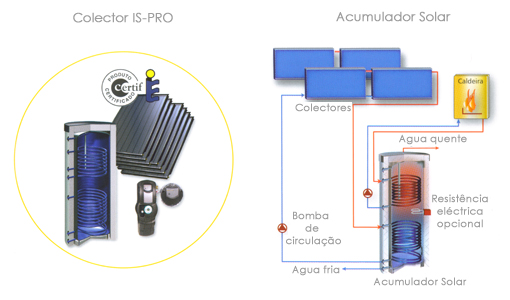 Colector IS-PRO
Acumulador Solar
PRODUTO
certif
CERTIFICADO
Colectores
Caldeira
Agua quente
Resistência
eléctrica
opcional
Bomba
de
circulação
Agua fria
Acumulador Solar